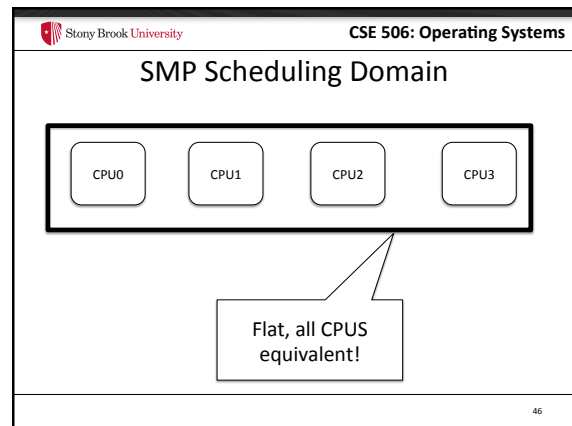 Stony Brook University
CSE 506: Operating Systems
SMP Scheduling Domain
CPU0 CPU1 CPU2 CPU3
Flat, all CPUS
equivalent!
46